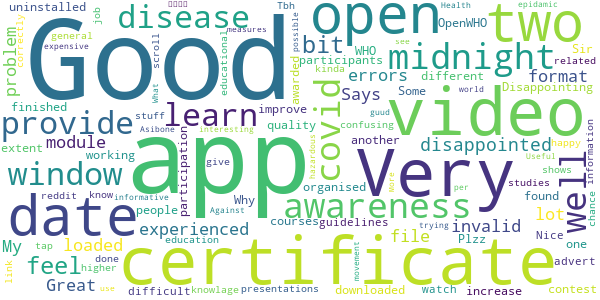 uninstalled
job
disease
Tbh
expensive
open
Health
epidamic
measures
two
problem
correctly
general
extent
stuff
What
scroll
educational
bit
WHO
participants
awarded
possible
OpenWHO
see
Sir
related
Good
midnight
Says
errors
different
format
Some
Disappointing
finished
learn
improve
kinda
provide
module
working
Asibone
interesting
quality
confusing
video
app
participation
give
hazardous
covid
another
disappointed
Very
well
information
window
reddit
know
informative
people
Why
Against
organised
shows
found
studies
happy
Useful
world
guud
date
experienced
awareness
per
lot
Nice
chance
My
tap
loaded
education
courses
guidelines
invalid
one
feel
higher
done
file
trying
Plzz
advert
link
Great
use
certificate
movement
More
difficult
knowlage
presentations
downloaded
watch
increase
contest